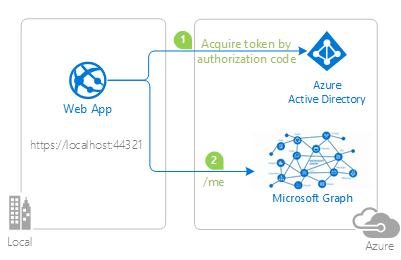 1
Acquire token by
authorization code
Azure
Active Directory
Web App
https://localhost:44321
2
/me
Microsoft Graph
Local
Azure